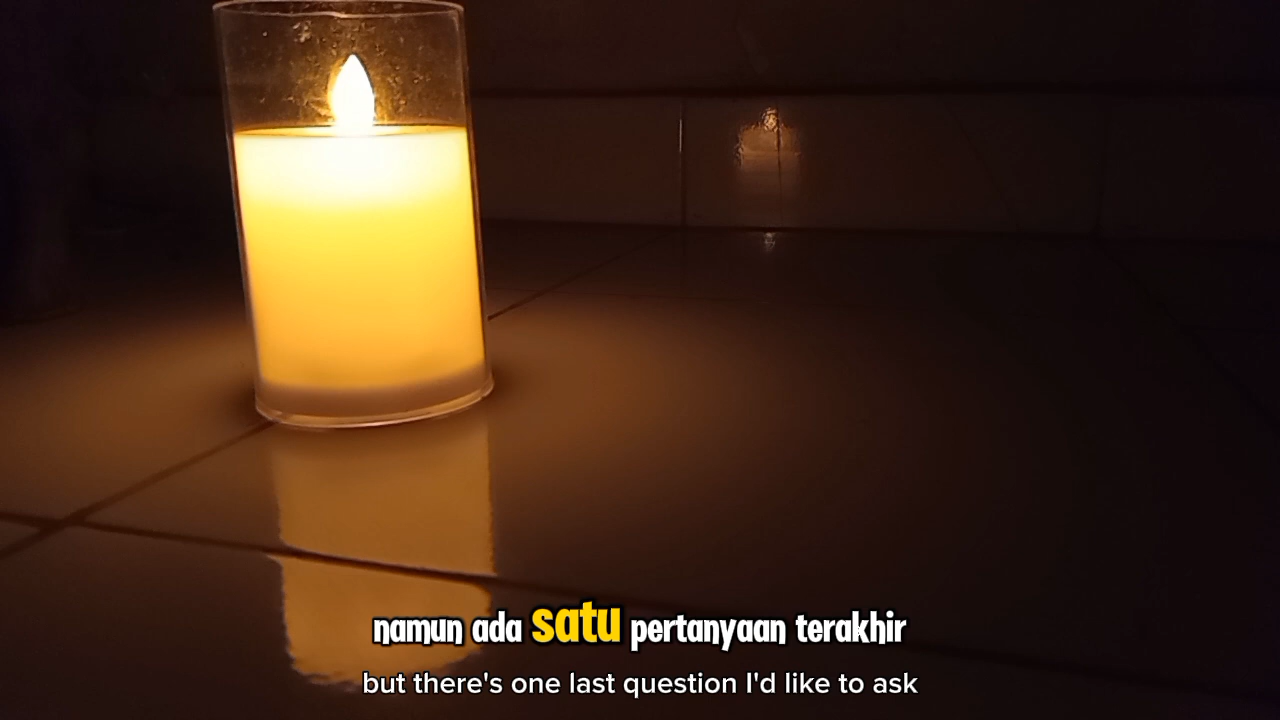 namun ada satu pertanyaan terakhir
but there's one last question I'd like to ask